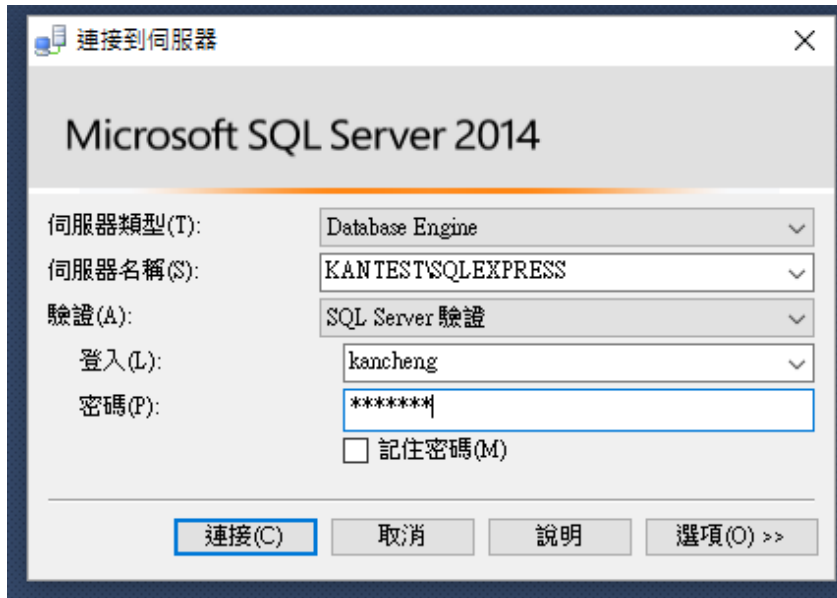 連接到伺服器
Microsoft SQL Server 2014
伺服器類型(T): Database Engine
伺服器名稱(S): KANTEST\SQLEXPRESS
驗證(A): SQL Server 驗證
登入(L): kancheng
密碼(P): *******
記住密碼(M)
連接(C) 取消 說明 選項(O) >>